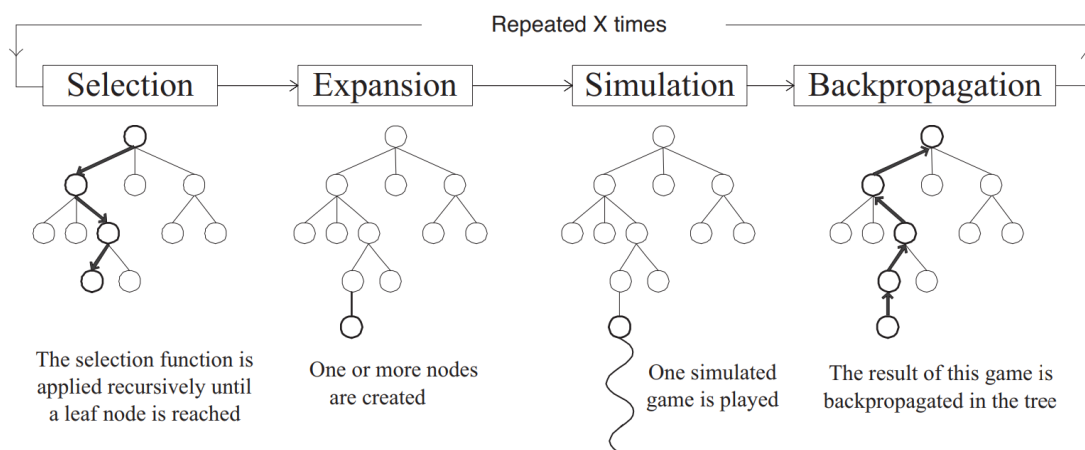 Repeated X times
Selection
Expansion
Simulation
Backpropagation
The selection function is
applied recursively until
a leaf node is reached
One or more nodes
are created
One simulated
game is played
The result of this game is
backpropagated in the tree